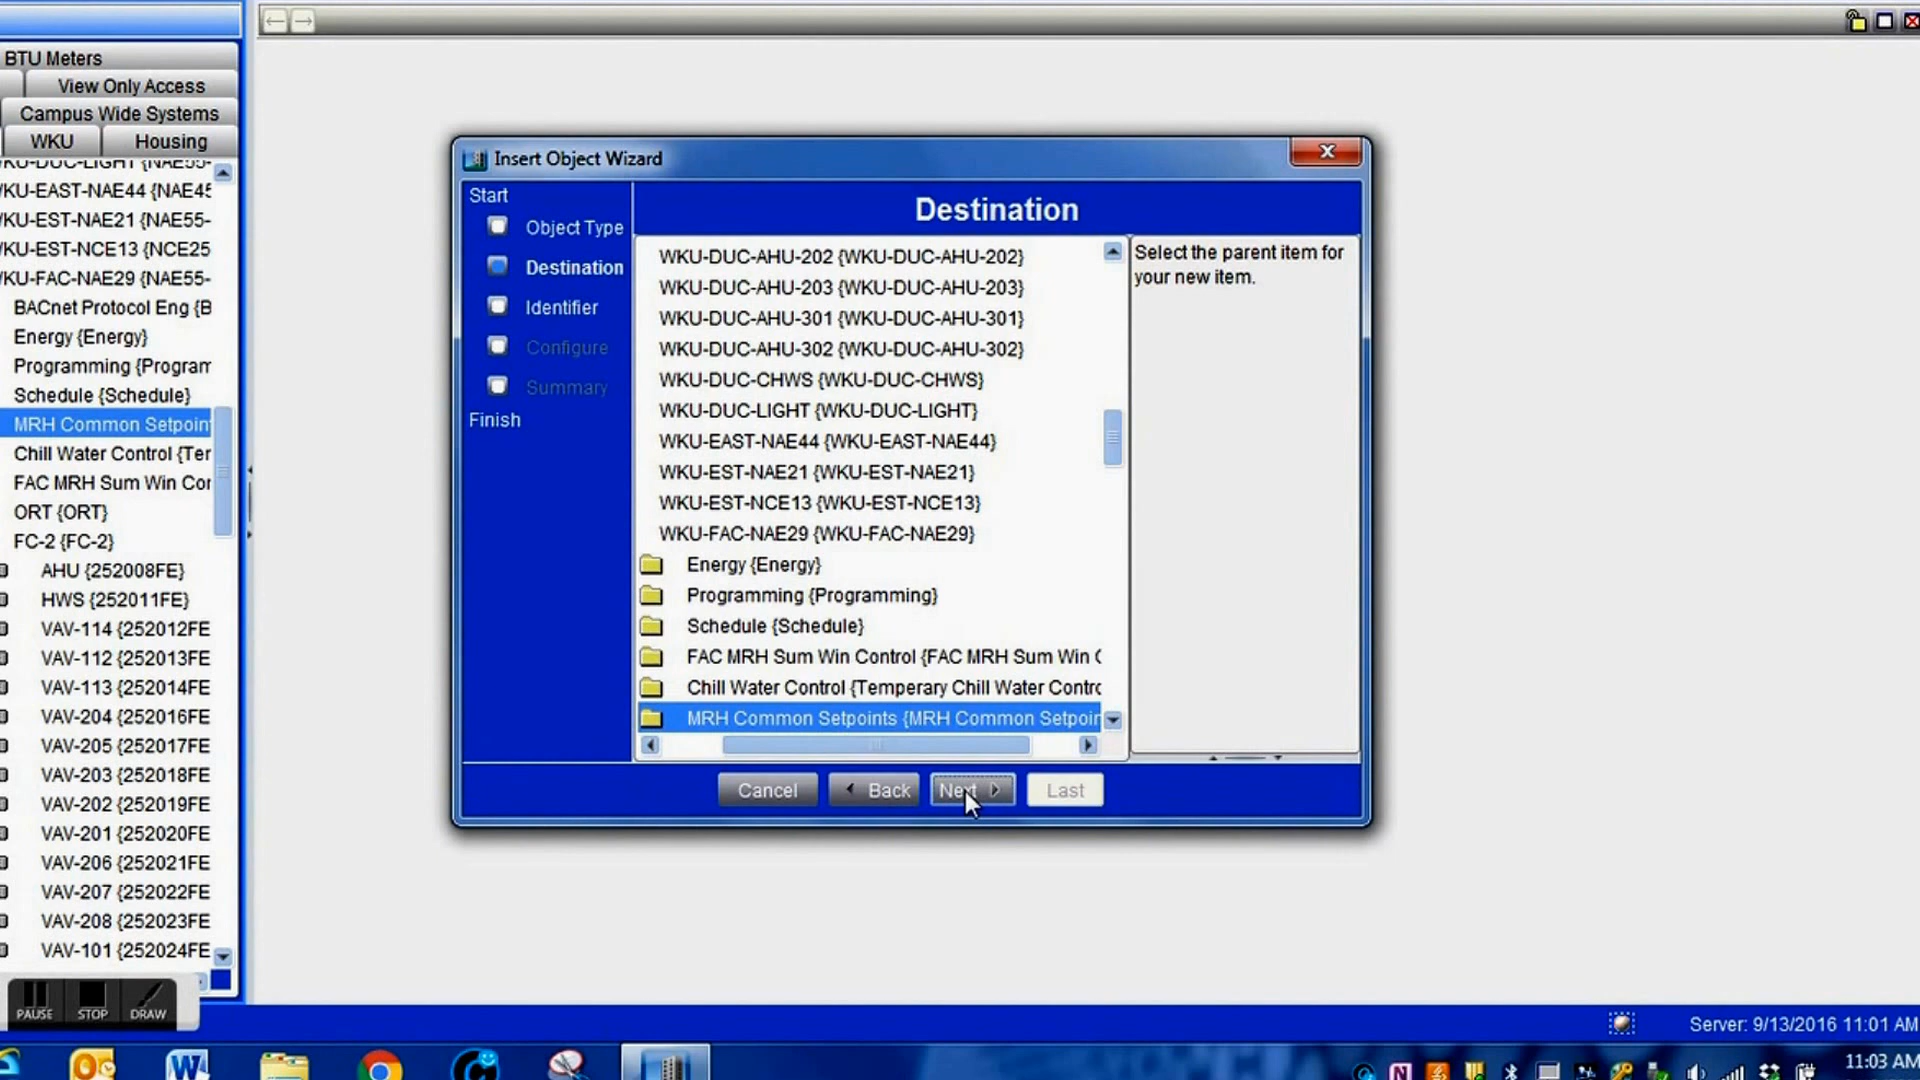 BTU Meters
View Only Access
Campus Wide Systems
WKU
Housing
KU-DUC-LIGHT {NAE55-
KU-EAST-NAE44 {NAE45
KU-EST-NAE21 {NAE55-
KU-EST-NCE13 {NCE25
KU-FAC-NAE29 {NAE55-
BACnet Protocol Eng {B
Energy {Energy}
Programming {Program
Schedule {Schedule}
MRH Common Setpoin
Chill Water Control {Ter
FAC MRH Sum Win Con
ORT {ORT}
FC-2 {FC-2}
AHU {252008FE}
HWS {252011FE}
VAV-114 {252012FE
VAV-112 {252013FE
VAV-113 {252014FE
VAV-204 {252016FE
VAV-205 {252017FE
VAV-203 {252018FE
VAV-202 {252019FE
VAV-201 {252020FE
VAV-206 {252021FE
VAV-207 {252022FE
VAV-208 {252023FE
VAV-101 {252024FE
PAUSE
STOP
DRAW
Insert Object Wizard
Start
Object Type
Destination
Identifier
Configure
Summary
Finish
Destination
WKU-DUC-AHU-202 {WKU-DUC-AHU-202}
WKU-DUC-AHU-203 {WKU-DUC-AHU-203}
WKU-DUC-AHU-301 {WKU-DUC-AHU-301}
WKU-DUC-AHU-302 {WKU-DUC-AHU-302}
WKU-DUC-CHWS {WKU-DUC-CHWS}
WKU-DUC-LIGHT {WKU-DUC-LIGHT}
WKU-EAST-NAE44 {WKU-EAST-NAE44}
WKU-EST-NAE21 {WKU-EST-NAE21}
WKU-EST-NCE13 {WKU-EST-NCE13}
WKU-FAC-NAE29 {WKU-FAC-NAE29}
Energy {Energy}
Programming {Programming}
Schedule {Schedule}
FAC MRH Sum Win Control {FAC MRH Sum Win C
Chill Water Control {Temperary Chill Water Contro
MRH Common Setpoints {MRH Common Setpoin
Select the parent item for
your new item.
Cancel
Back
Next
Last
Server: 9/13/2016 11:01 AM
11:03 AM